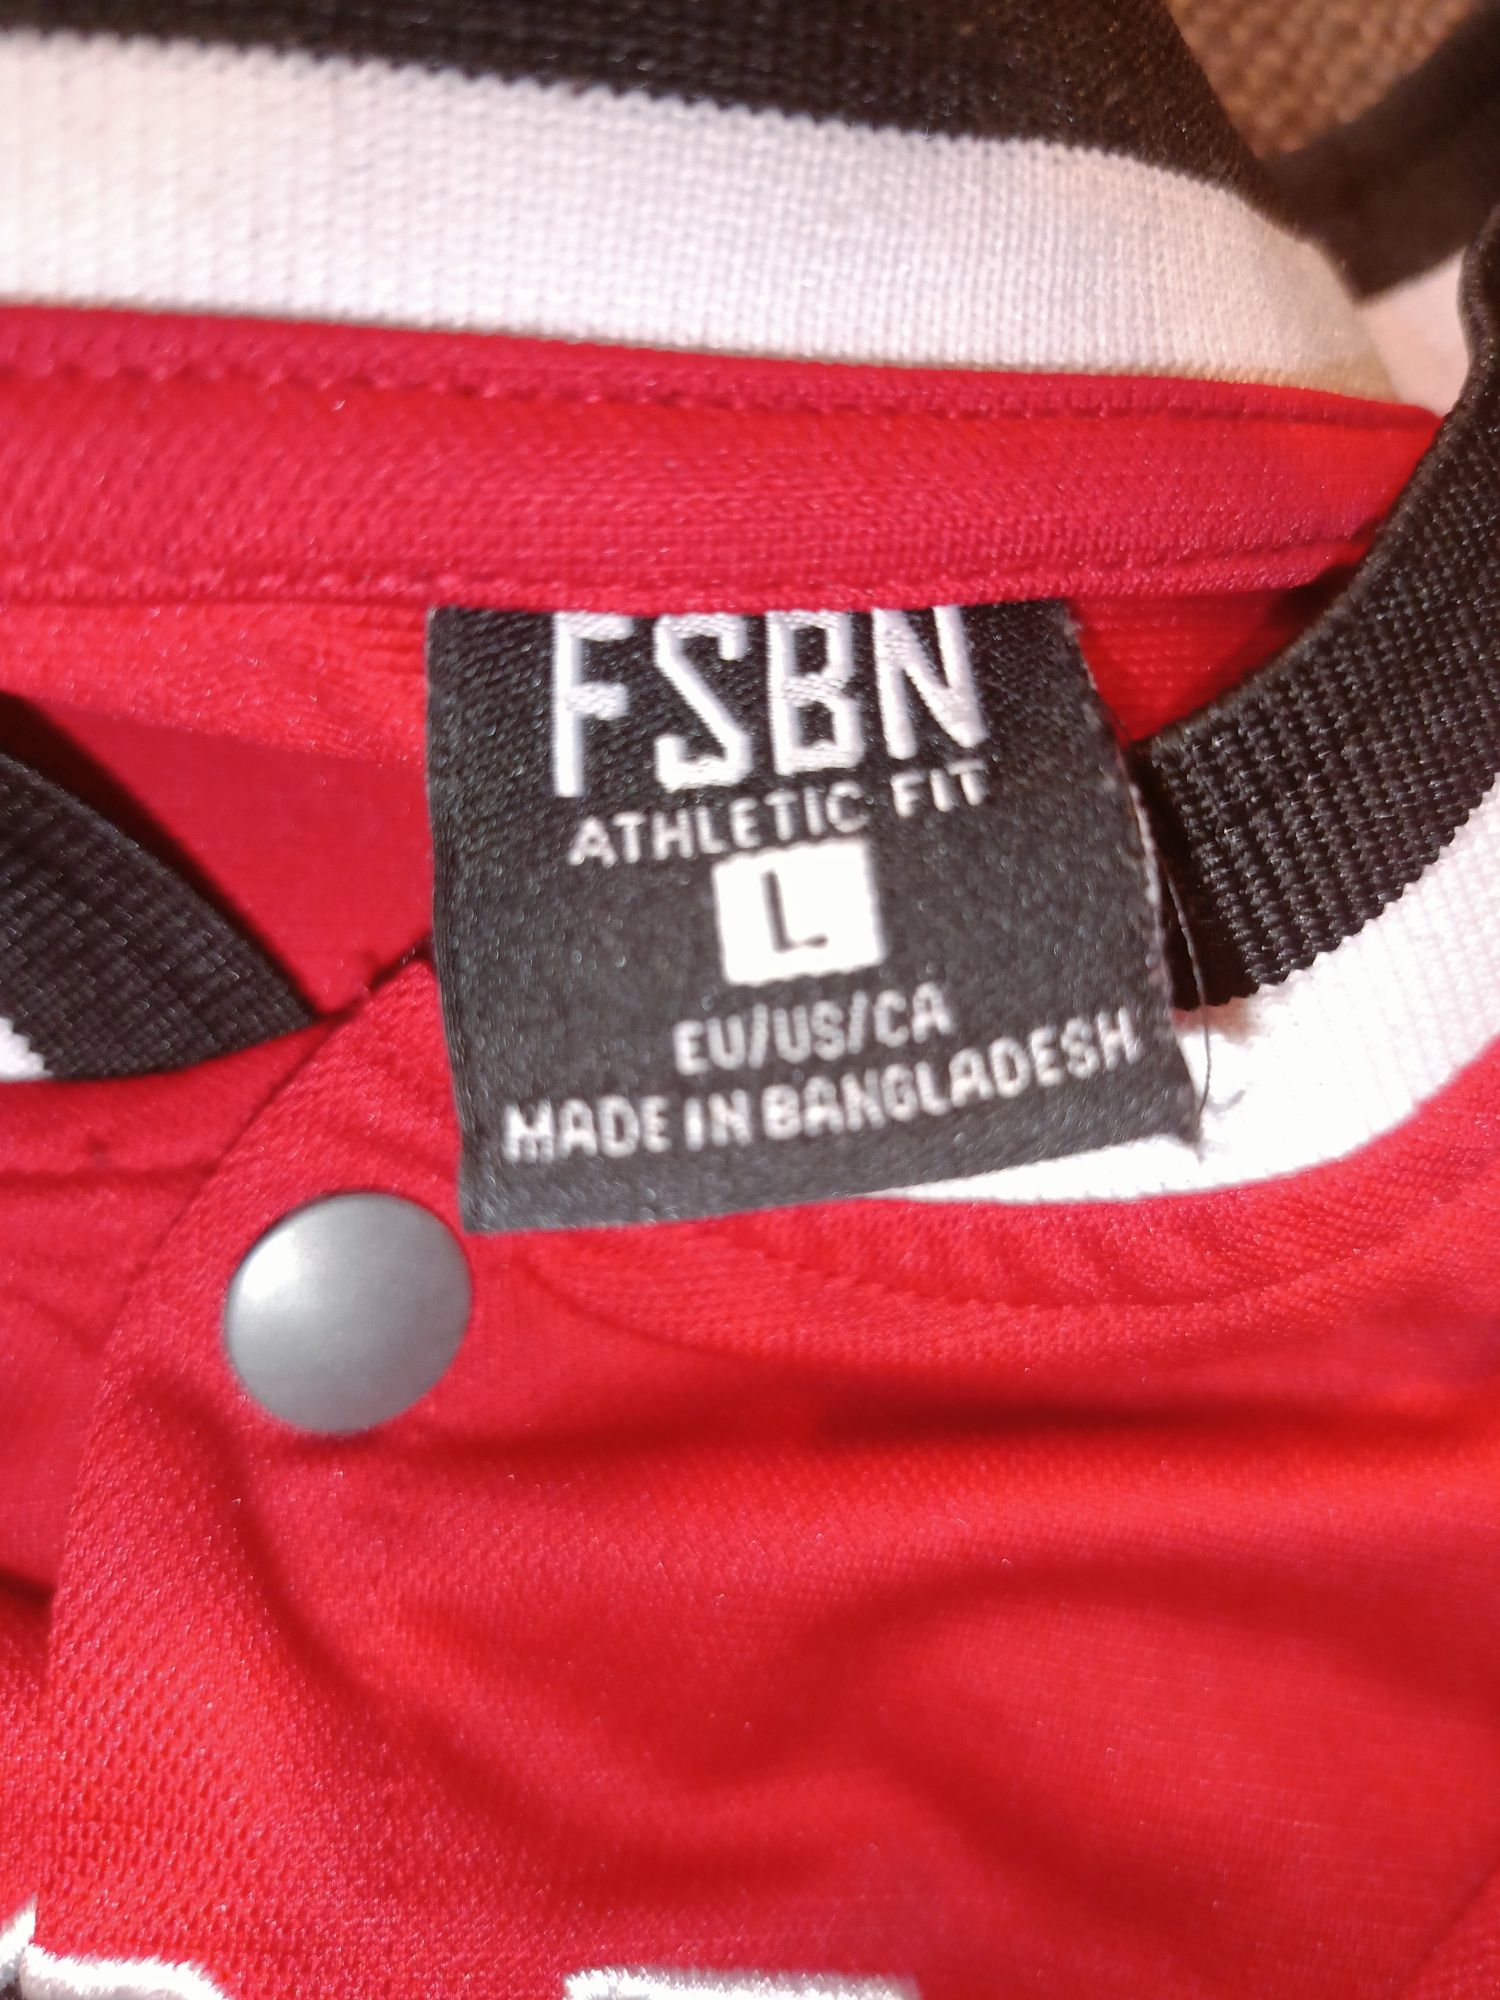 FSBN
ATHLETIC FIT
L
EU/US/CA
MADE IN BANGLADESH